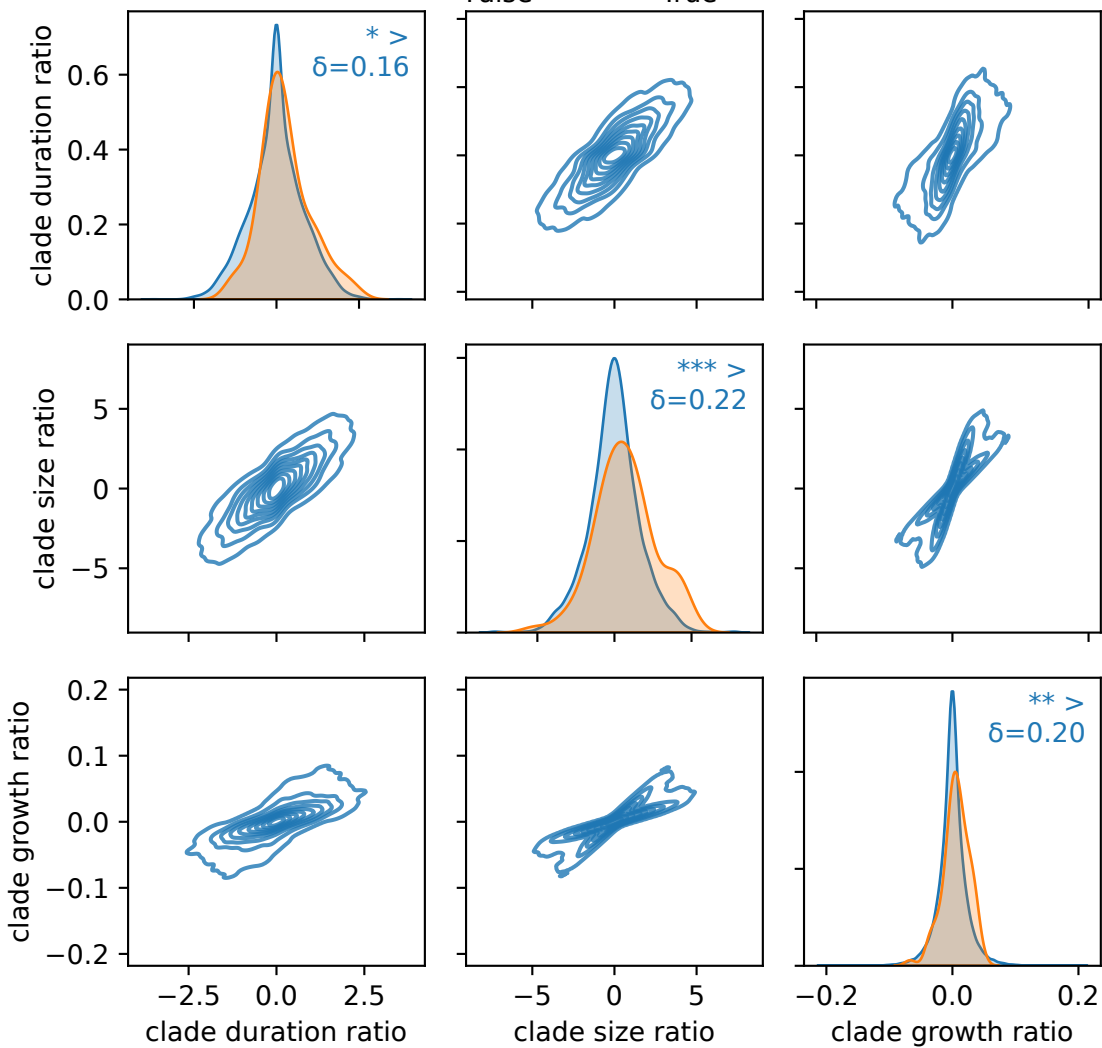 True
clade duration ratio
0.6
0.4
0.2
0.0
* >
δ=0.16
clade size ratio
5
0
−5
*** >
δ=0.22
clade growth ratio
0.2
0.1
0.0
−0.1
−0.2
** >
δ=0.20
−2.5 0.0 2.5
clade duration ratio
−5 0 5
clade size ratio
−0.2 0.0 0.2
clade growth ratio